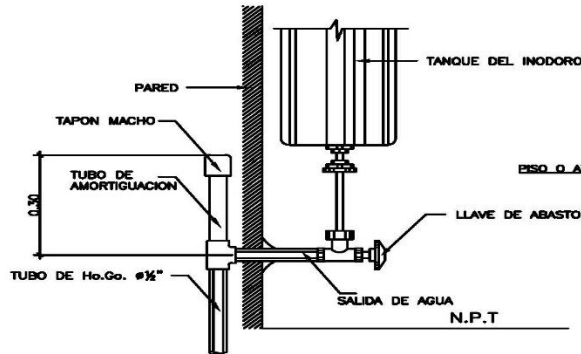 TANQUE DEL INODORO
PARED
TAPON MACHO
TUBO DE
AMORTIGUACION
PISO O A
0.30
LLAVE DE ABASTO
TUBO DE Ho.Go. ø½"
SALIDA DE AGUA
N.P.T